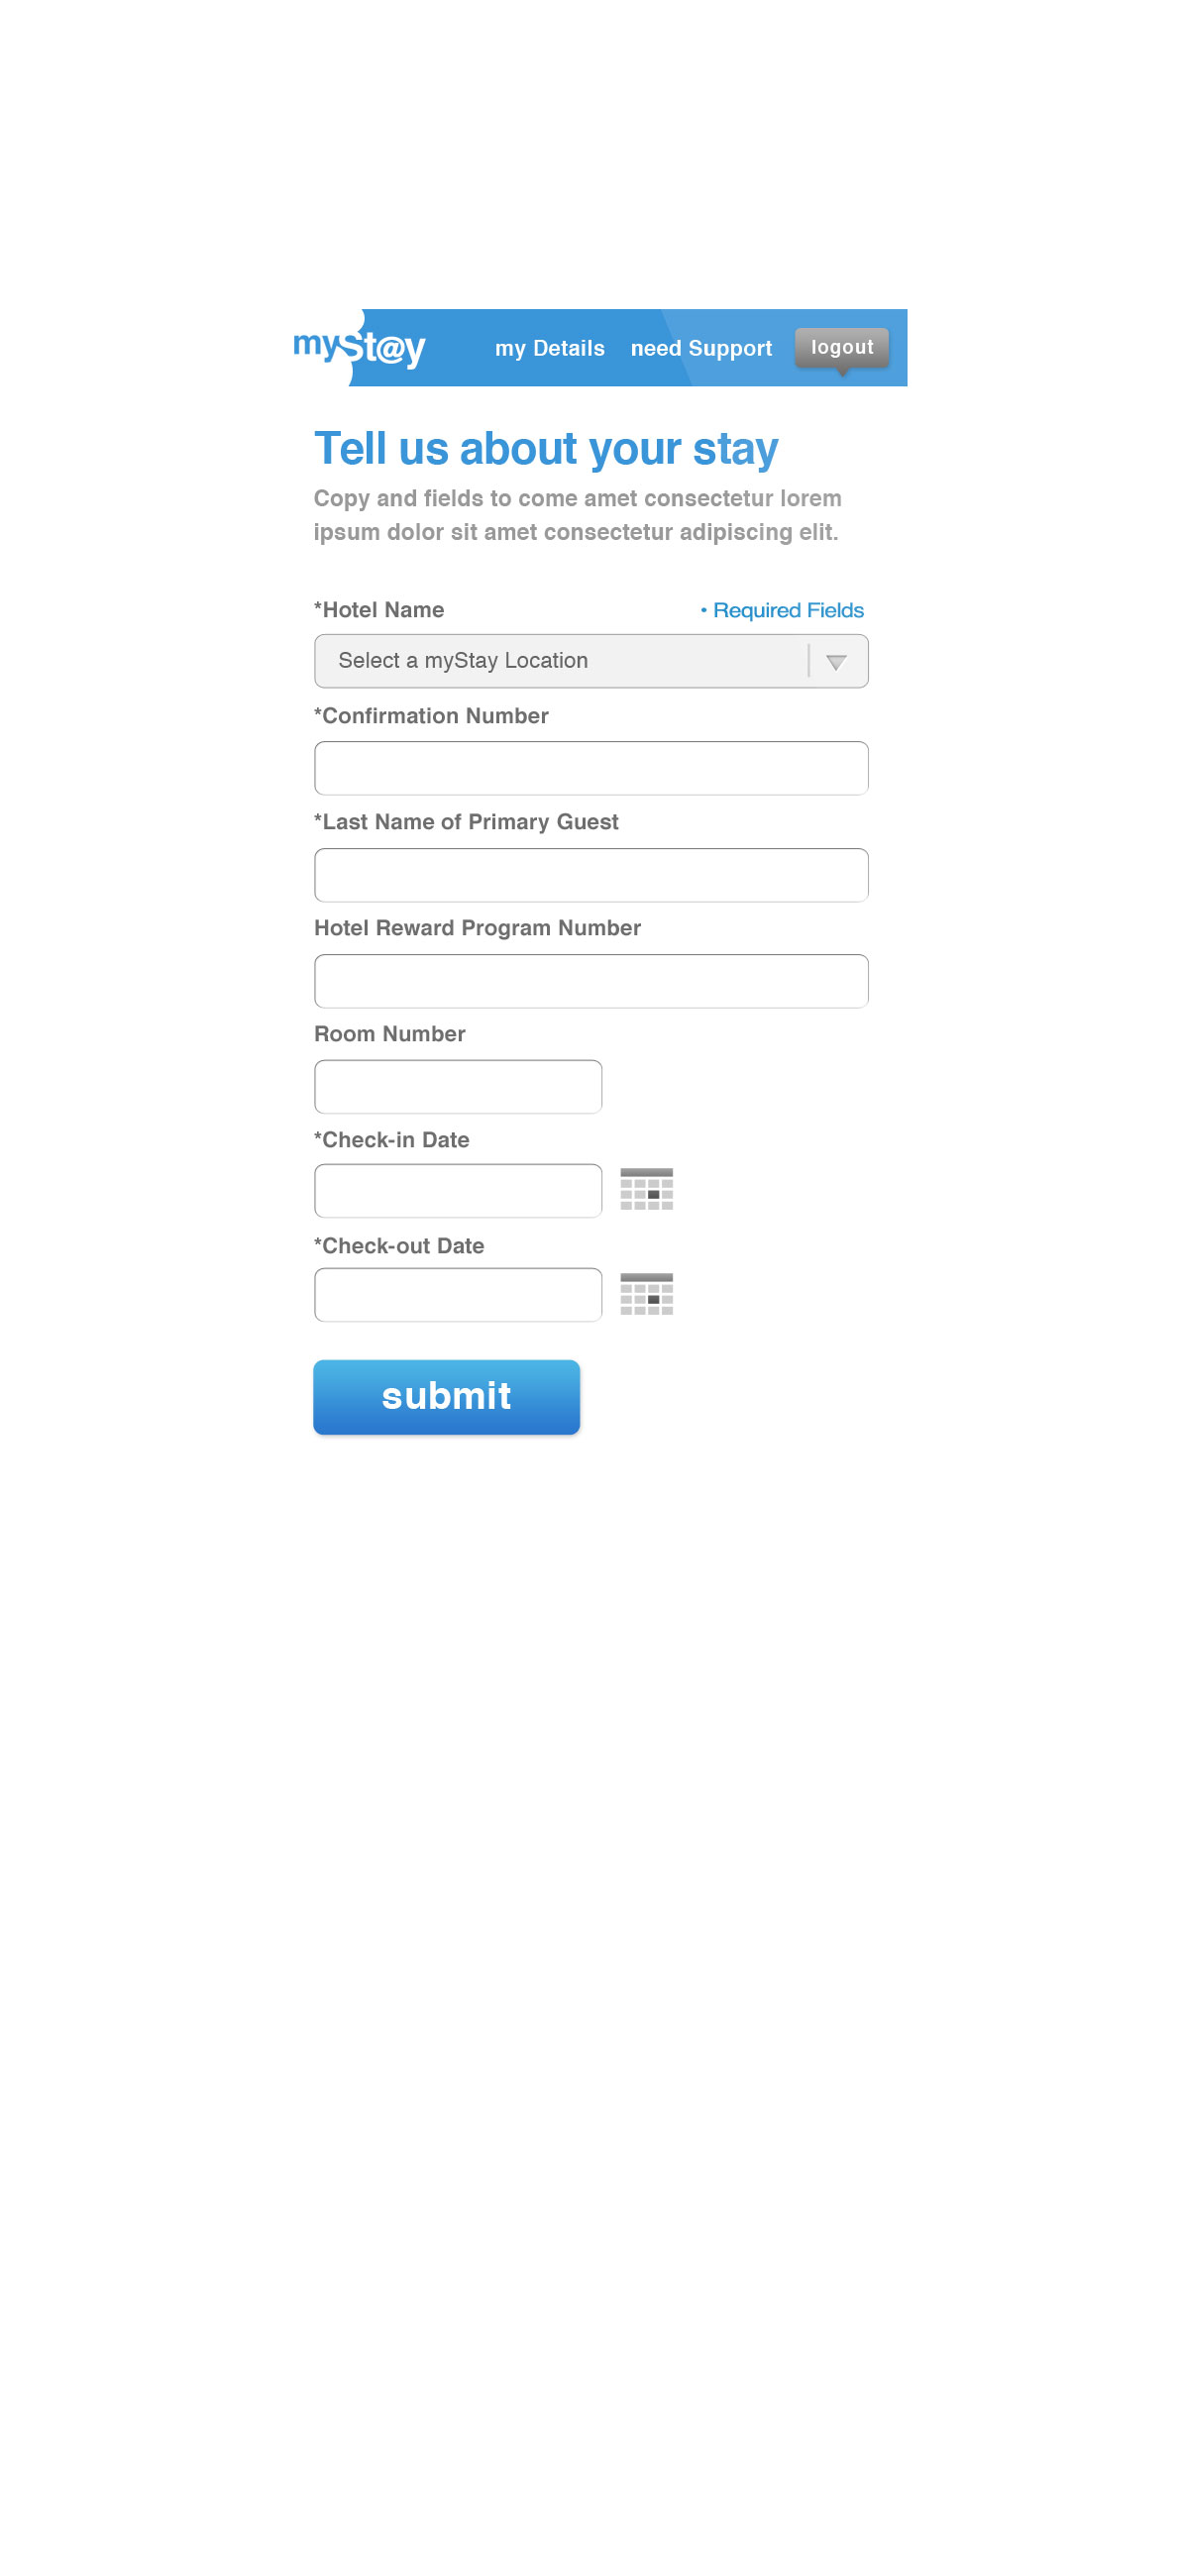 mySt@y
my Details need Support logout
Tell us about your stay
Copy and fields to come amet consectetur lorem
ipsum dolor sit amet consectetur adipiscing elit.
*Hotel Name • Required Fields
Select a myStay Location
*Confirmation Number
*Last Name of Primary Guest
Hotel Reward Program Number
Room Number
*Check-in Date
*Check-out Date
submit